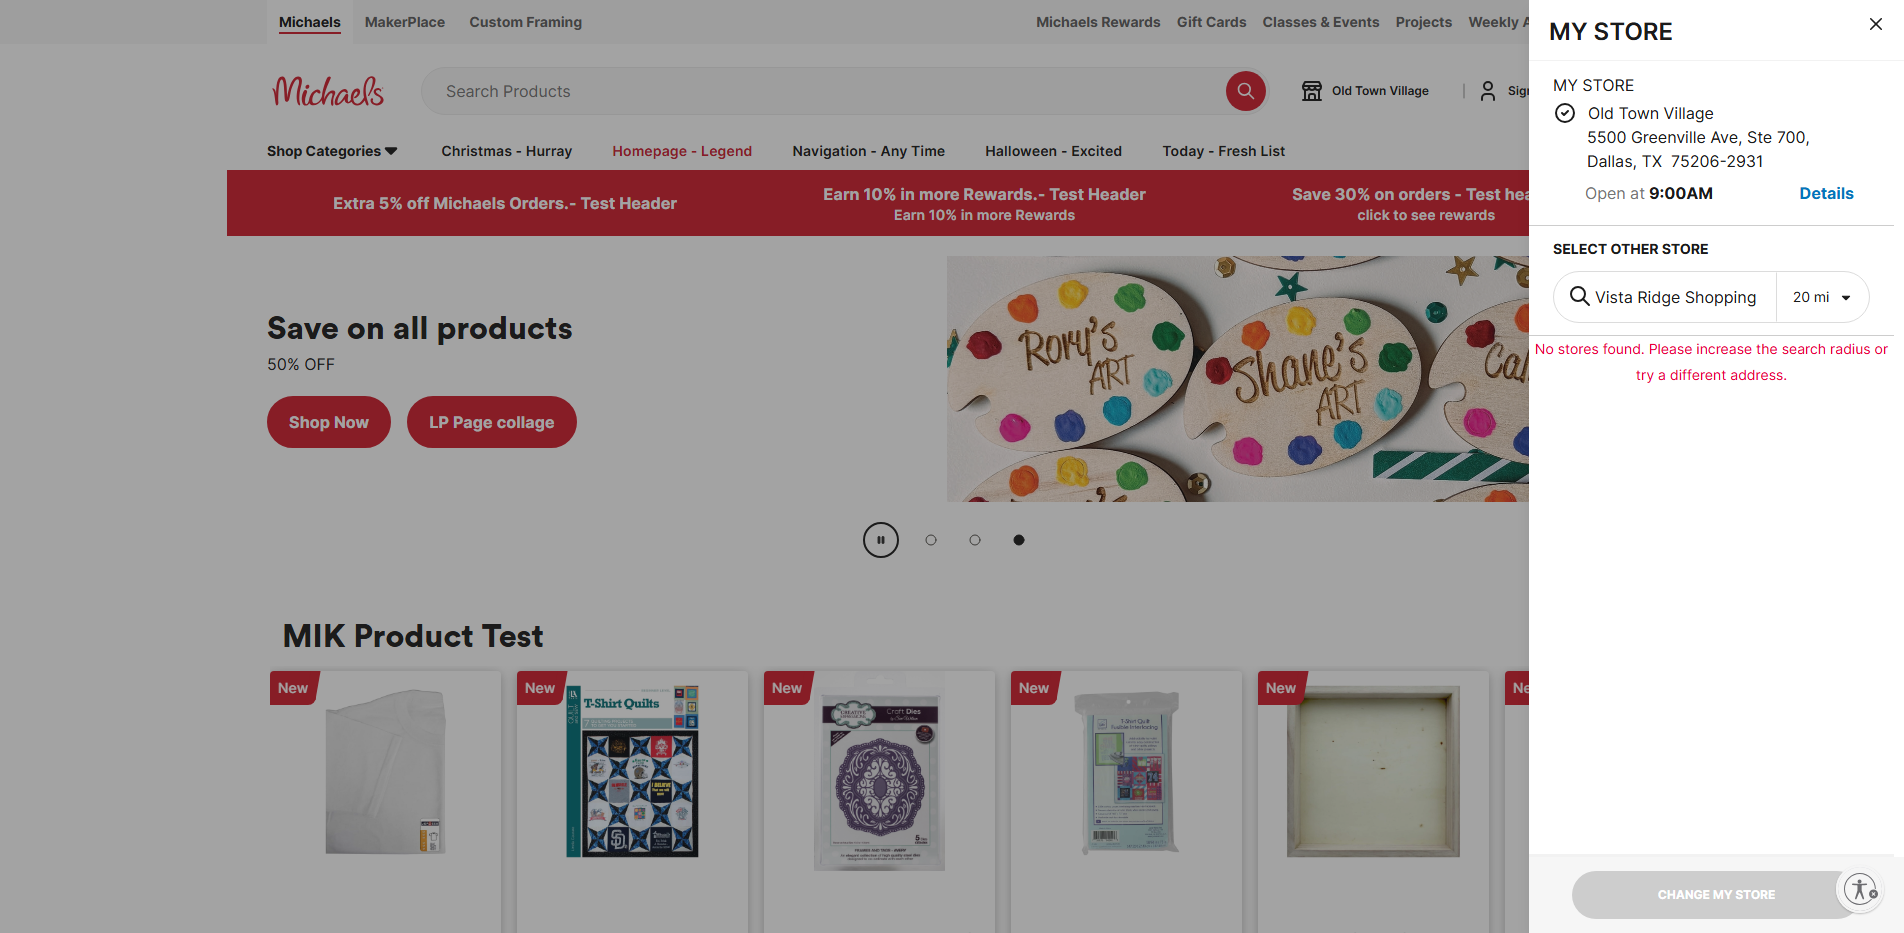 Michaels
MakerPlace
Custom Framing
Michaels Rewards
Gift Cards
Classes & Events
Projects
Weekly A
Michaels
Search Products
Old Town Village
Sign
Shop Categories
Christmas - Hurray
Homepage - Legend
Navigation - Any Time
Halloween - Excited
Today - Fresh List
Extra 5% off Michaels Orders.- Test Header
Earn 10% in more Rewards.- Test Header
Earn 10% in more Rewards
Save 30% on orders - Test hea
click to see rewards
Save on all products
50% OFF
Shop Now
LP Page collage
Rory's
ART
Shane's
ART
Ca
MIK Product Test
New
New
T-Shirt Quilts
New
Craft Dies
New
T-Shirt Quilt
Fusible Interfacing
New
Ne
MY STORE
MY STORE
Old Town Village
5500 Greenville Ave, Ste 700,
Dallas, TX 75206-2931
Open at 9:00AM
Details
SELECT OTHER STORE
Vista Ridge Shopping
20 mi
No stores found. Please increase the search radius or
try a different address.
CHANGE MY STORE